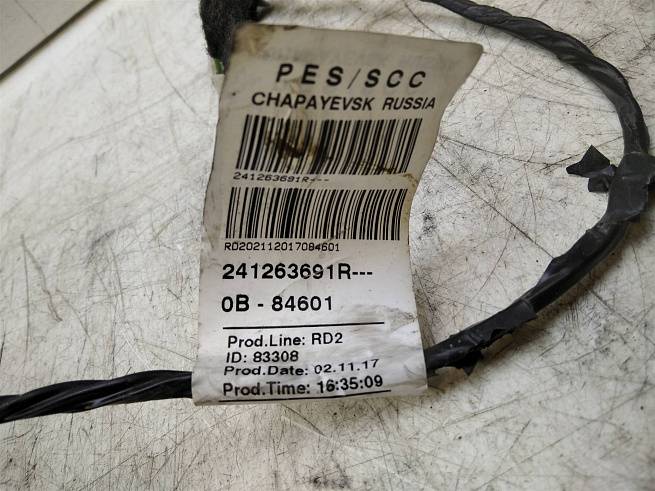 PES/SCC
CHAPAYEVSK RUSSIA
241263691R---
RD202112017084601
241263691R---
0B - 84601
Prod.Line: RD2
ID: 83308
Prod.Date: 02.11.17
Prod.Time: 16:35:09